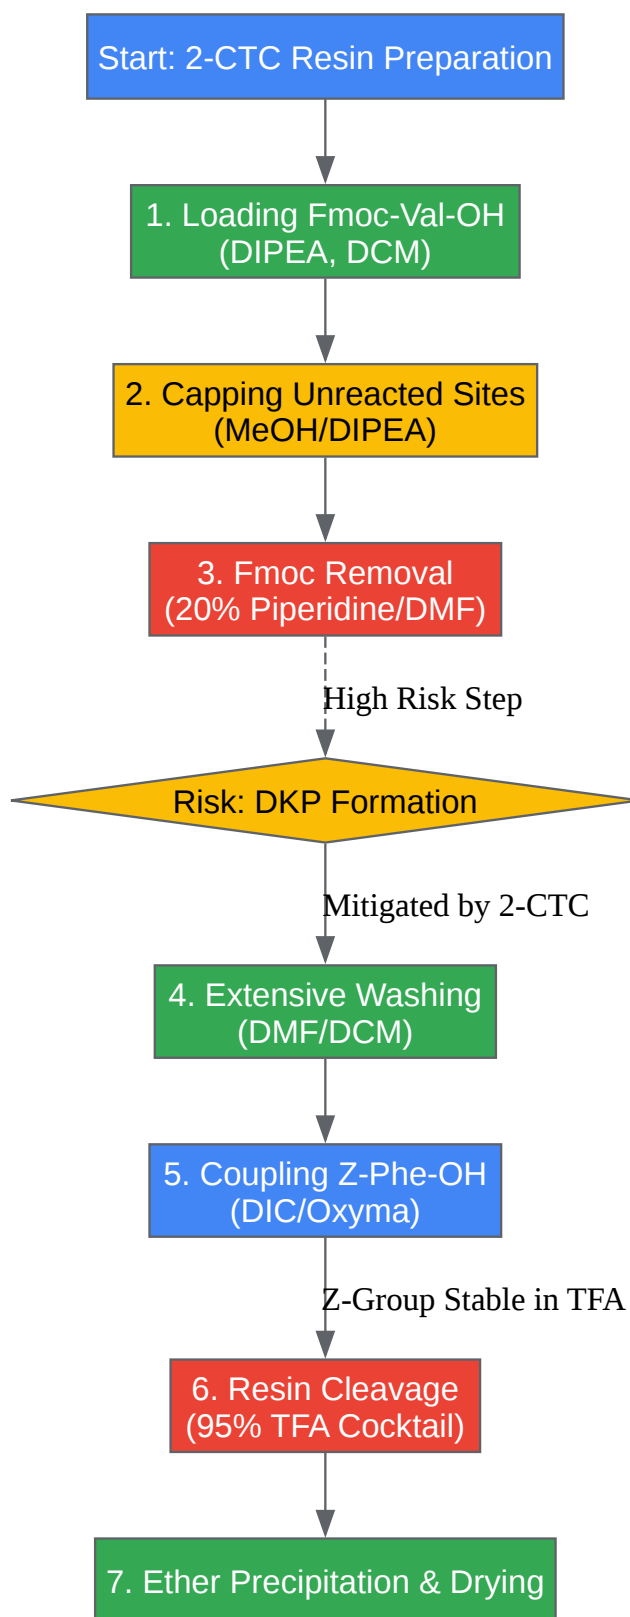 Start: 2-CTC Resin Preparation
1. Loading Fmoc-Val-OH
(DIPEA, DCM)
2. Capping Unreacted Sites
(MeOH/DIPEA)
3. Fmoc Removal
(20% Piperidine/DMF)
High Risk Step
Risk: DKP Formation
Mitigated by 2-CTC
4. Extensive Washing
(DMF/DCM)
5. Coupling Z-Phe-OH
(DIC/Oxyma)
Z-Group Stable in TFA
6. Resin Cleavage
(95% TFA Cocktail)
7. Ether Precipitation & Drying